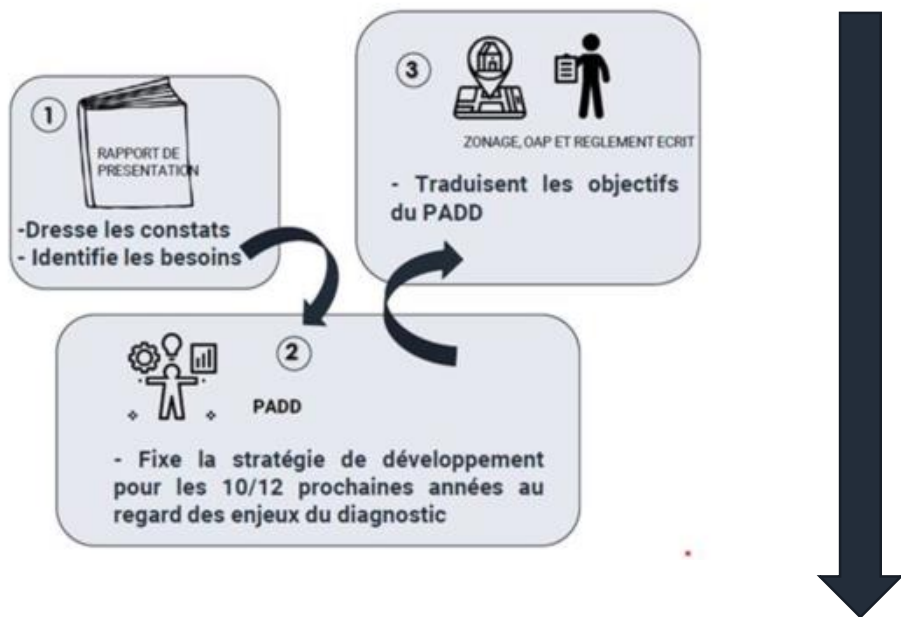 1
RAPPORT DE
PRESENTATION
-Dresse les constats
- Identifie les besoins
2
PADD
- Fixe la stratégie de développement
pour les 10/12 prochaines années au
regard des enjeux du diagnostic
3
ZONAGE, OAP ET REGLEMENT ECRIT
- Traduisent les objectifs
du PADD